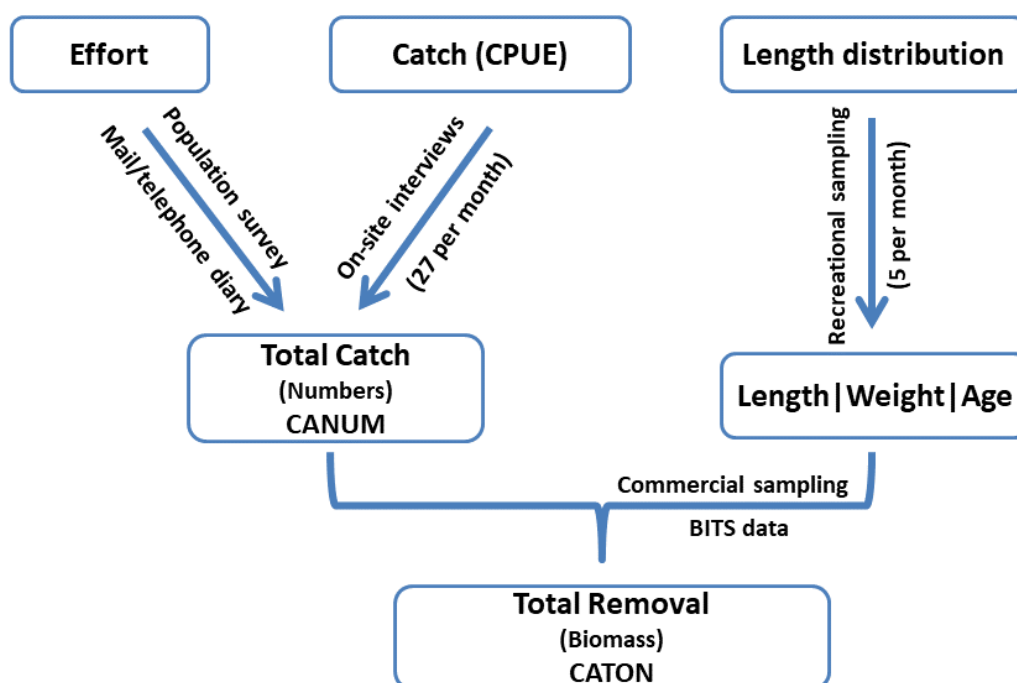 Effort
Catch (CPUE)
Length distribution
Population survey
Mail/telephone diary
On-site interviews
(27 per month)
Recreational sampling
(5 per month)
Total Catch
(Numbers)
CANUM
Length|Weight|Age
Commercial sampling
BITS data
Total Removal
(Biomass)
CATON